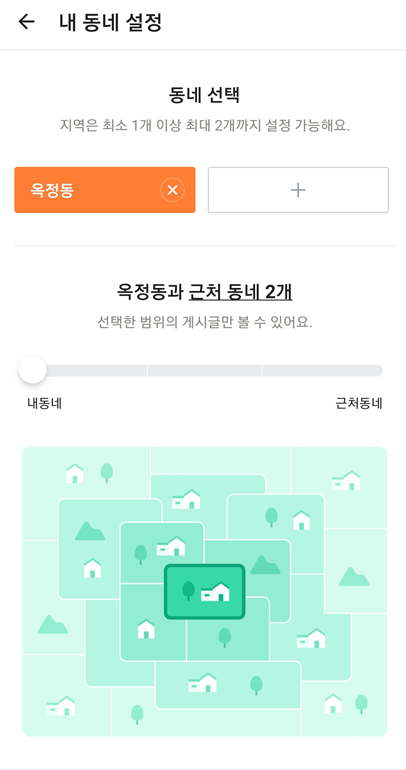 내 동네 설정
동네 선택
지역은 최소 1개 이상 최대 2개까지 설정 가능해요.
옥정동
옥정동과 근처 동네 2개
선택한 범위의 게시글만 볼 수 있어요.
내동네
근처동네